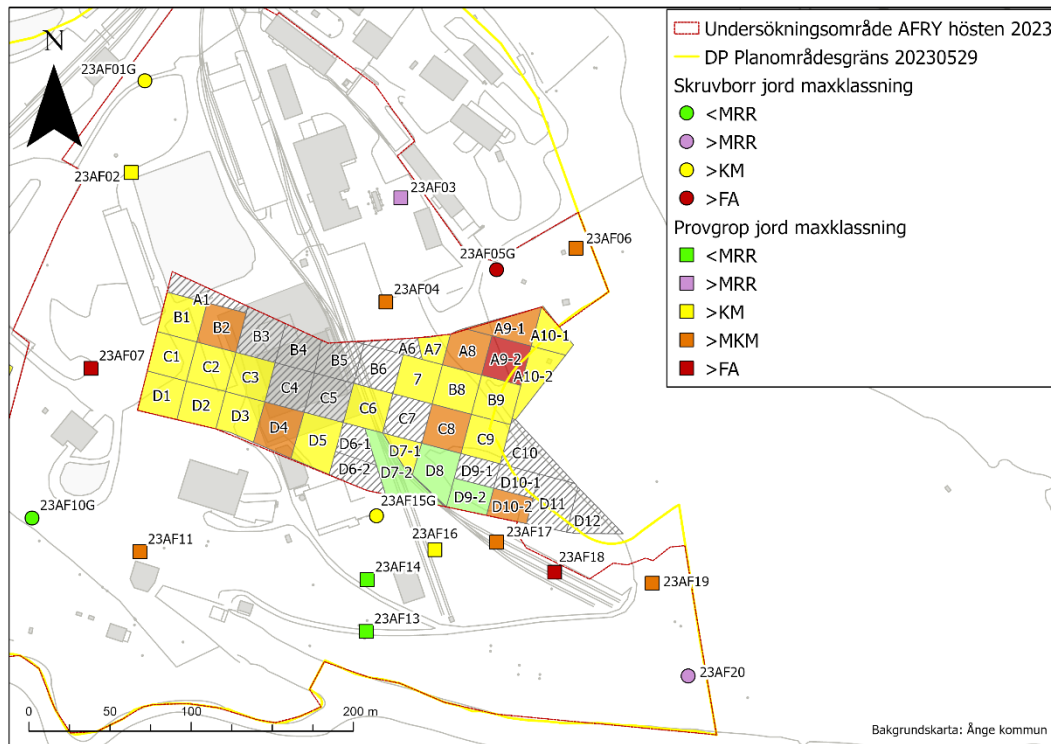 N
23AF01G
23AF02
23AF03
23AF06
23AF05G
23AF04
23AF07
A1
B1
B2
B3
B4
B5
A6
A7
A8
A9-1
A10-1
B6
A9-2
A10-2
C1
C2
C3
C4
C5
C6
7
B8
B9
D1
D2
D3
D4
D5
C7
C8
C9
C10
D6-1
D6-2
D7-1
D7-2
D8
D9-1
D9-2
D10-1
D10-2
D11
D12
23AF10G
23AF15G
23AF11
23AF16
23AF17
23AF14
23AF18
23AF19
23AF13
23AF20
0 50 100 200 m
Undersökningsområde AFRY hösten 2023
DP Planområdesgräns 20230529
Skruvborr jord maxklassning
<MRR
>MRR
>KM
>FA
Provgrop jord maxklassning
<MRR
>MRR
>KM
>MKM
>FA
Bakgrundskarta: Ånge kommun